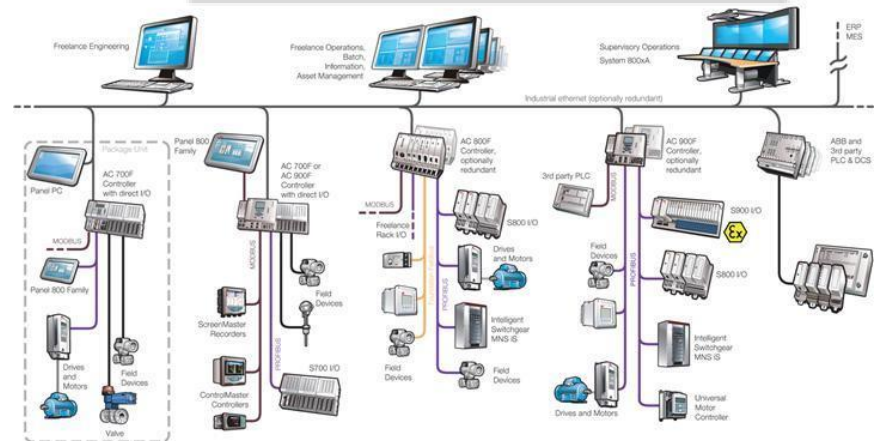 Freelance Engineering
Freelance Operations,
Batch,
Information,
Asset Management
Supervisory Operations
System 800xA
ERP
MES
Industrial ethernet (optionally redundant)
Package Unit
Panel PC
AC 700F
Controller
with direct I/O
MODBUS
Panel 800 Family
Drives
and
Motors
Field
Devices
Valve
Panel 800
Family
AC 700F or
AC 900F
Controller
with direct I/O
MODBUS
PROFIBUS
Field
Devices
ScreenMaster
Recorders
S700 I/O
ControlMaster
Controllers
AC 800F
Controller,
optionally
redundant
MODBUS
Freelance
Rack I/O
Foundation Fieldbus
PROFIBUS
S800 I/O
Drives
and Motors
Intelligent
Switchgear
MNS iS
Field
Devices
Field
Devices
AC 900F
Controller,
optionally
redundant
3rd party PLC
MODBUS
PROFIBUS
S900 I/O
Ex
Field
Devices
S800 I/O
Intelligent
Switchgear
MNS iS
Drives and Motors
Universal
Motor
Controller
ABB and
3rd party
PLC & DCS